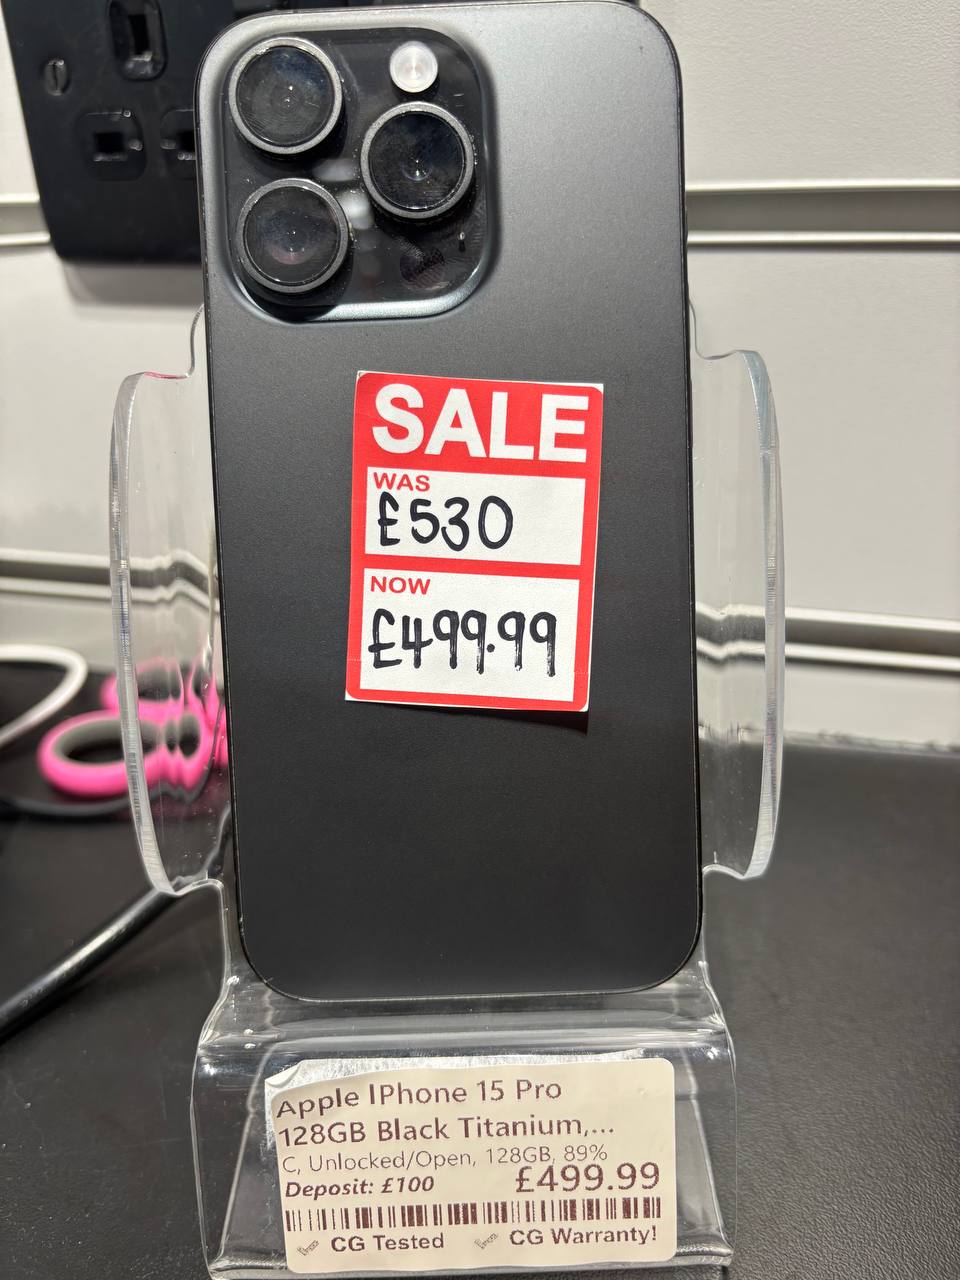 SALE
WAS
£530
NOW
£499.99
Apple IPhone 15 Pro
128GB Black Titanium,...
C, Unlocked/Open, 128GB, 89%
Deposit: £100 £499.99
CG Tested CG Warranty!